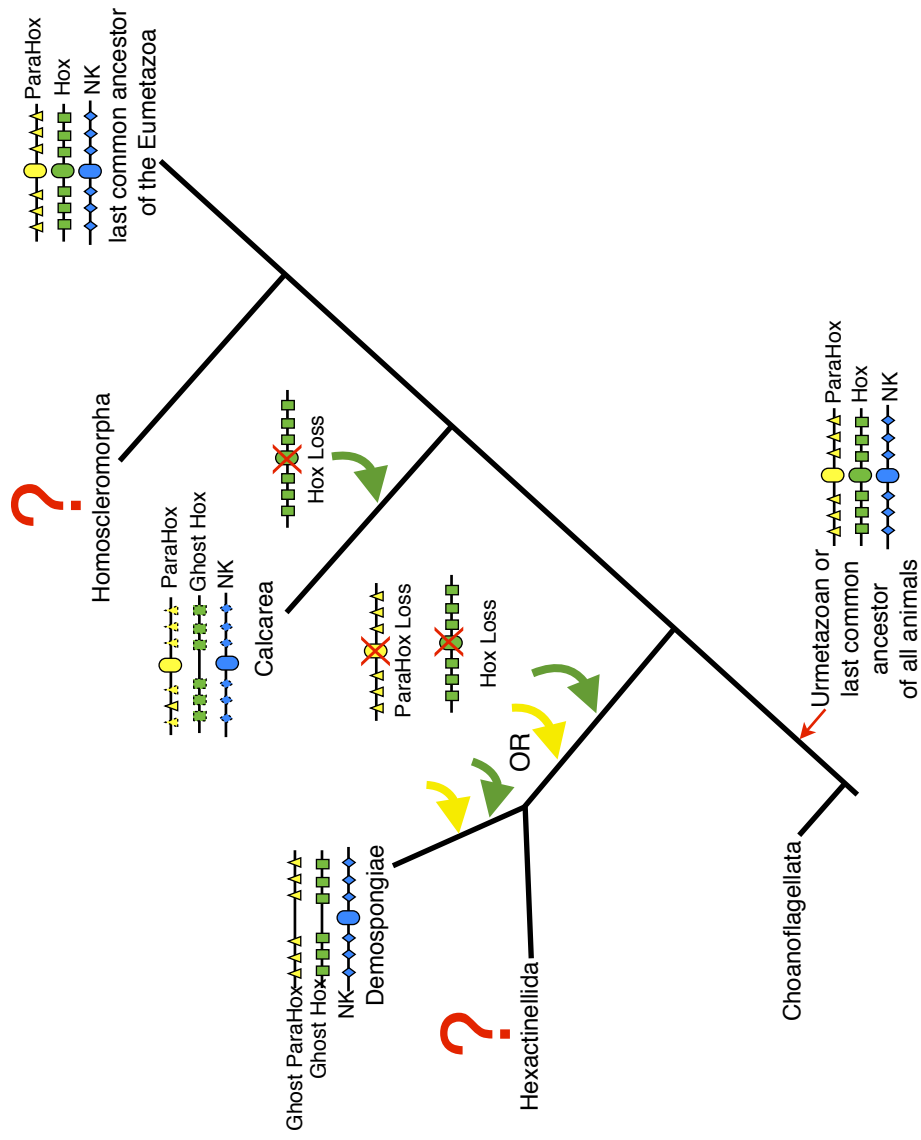 ?
Homoscleromorpha
ParaHox
Hox
NK
last common ancestor
of the Eumetazoa
ParaHox
Ghost Hox
NK
Calcarea
Hox Loss
Ghost ParaHox
Ghost Hox
NK
Demospongiae
ParaHox Loss
Hox Loss
OR
?
Hexactinellida
Choanoflagellata
Urmetazoan or
last common
ancestor
of all animals
ParaHox
Hox
NK